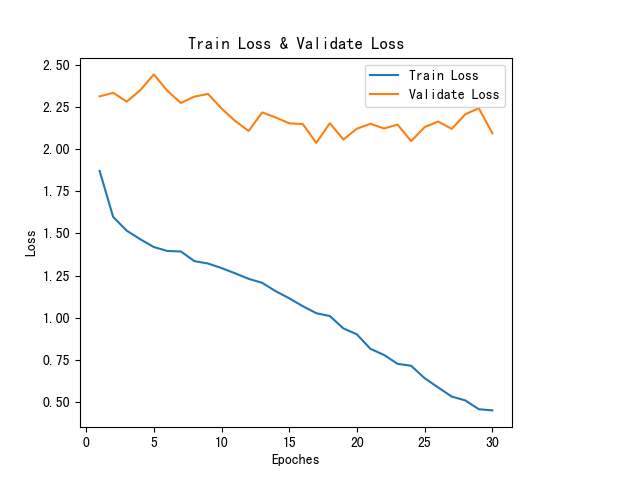 Train Loss & Validate Loss
Train Loss
Validate Loss
2.50
2.25
2.00
1.75
1.50
1.25
1.00
0.75
0.50
Loss
0 5 10 15 20 25 30
Epoches